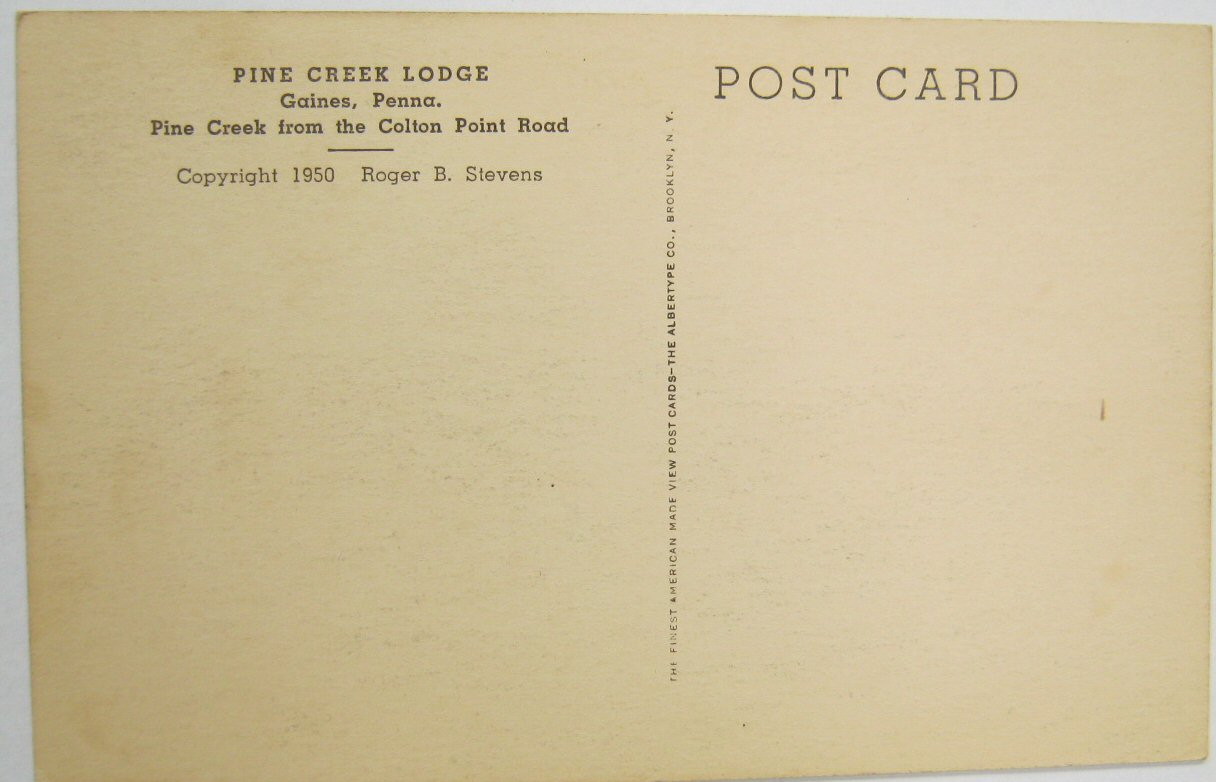 PINE CREEK LODGE
Gaines, Penna.
Pine Creek from the Colton Point Road
Copyright 1950 Roger B. Stevens
POST CARD
THE FINEST AMERICAN MADE VIEW POST CARDS—THE ALBERTYPE CO., BROOKLYN, N. Y.